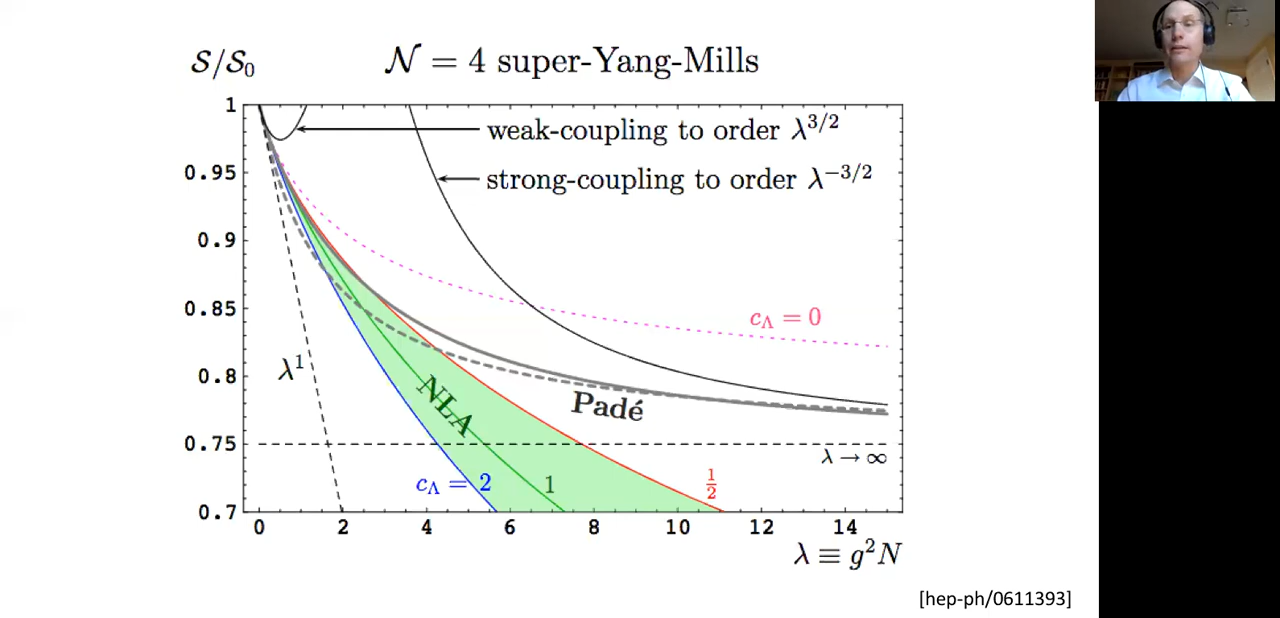 S/S₀
𝒩 = 4 super-Yang-Mills
1
weak-coupling to order λ^{3/2}
0.95
strong-coupling to order λ^{−3/2}
0.9
0.85
c_Λ = 0
λ¹
0.8
NLA
Padé
0.75
λ → ∞
c_Λ = 2
1
1/2
0.7
0 2 4 6 8 10 12 14
λ ≡ g²N
[hep-ph/0611393]